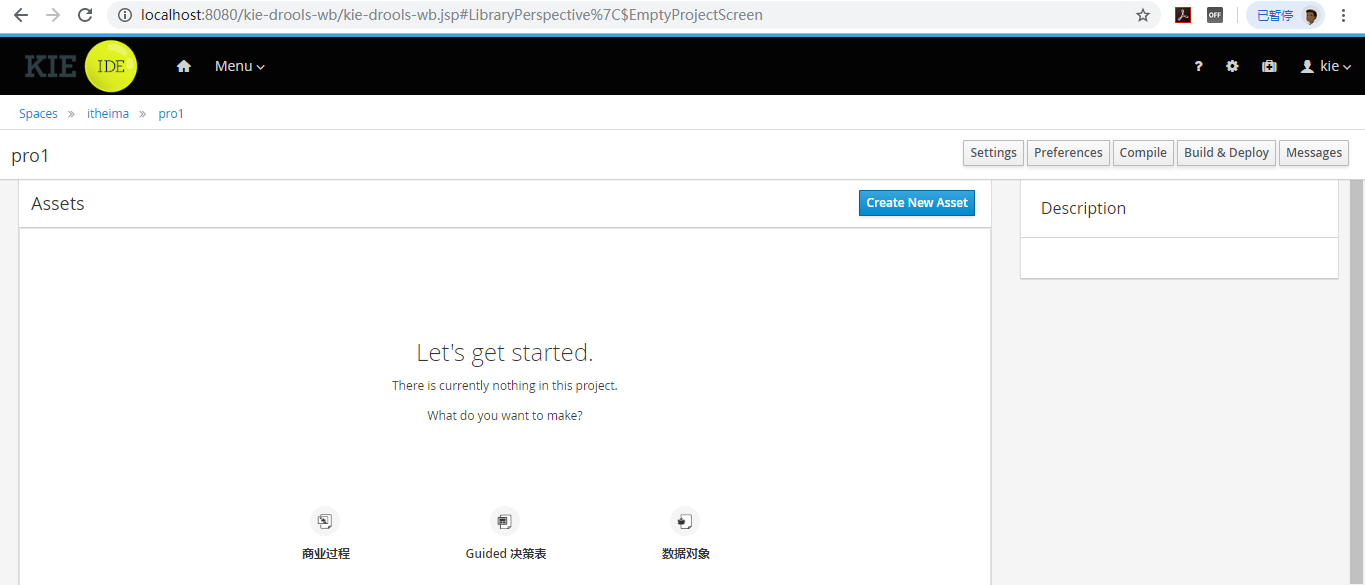 localhost:8080/kie-drools-wb/kie-drools-wb.jsp#LibraryPerspective%7C$EmptyProjectScreen OFF 已暂停
KIE IDE Menu ? kie
Spaces » itheima » pro1
pro1 Settings Preferences Compile Build & Deploy Messages
Assets Create New Asset Description
Let's get started.
There is currently nothing in this project.
What do you want to make?
商业过程 Guided 决策表 数据对象